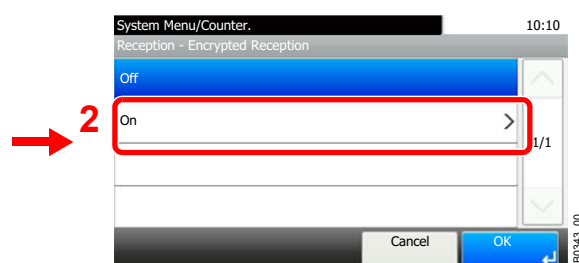 System Menu/Counter.
10:10
Reception - Encrypted Reception
Off
2
On
1/1
Cancel
OK
B0343_00